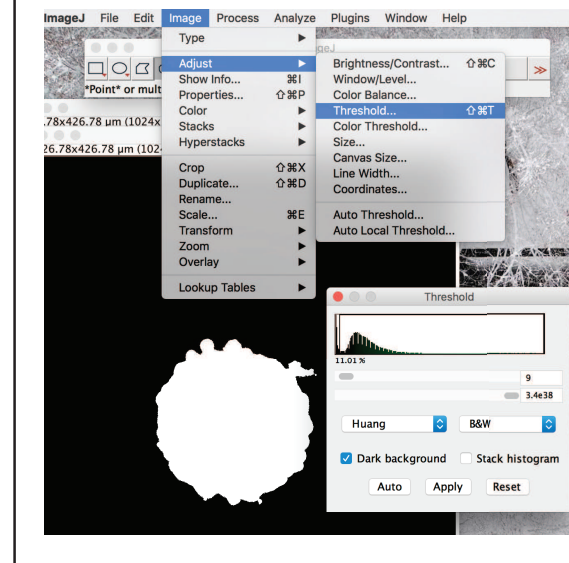 ImageJ File Edit Image Process Analyze Plugins Window Help
Type
Adjust
Show Info... ⌘I
Properties... ⇧⌘P
Color
Stacks
Hyperstacks
Crop ⇧⌘X
Duplicate... ⇧⌘D
Rename...
Scale... ⌘E
Transform
Zoom
Overlay
Lookup Tables
Brightness/Contrast... ⇧⌘C
Window/Level...
Color Balance...
Threshold... ⇧⌘T
Color Threshold...
Size...
Canvas Size...
Line Width...
Coordinates...
Auto Threshold...
Auto Local Threshold...
*Point* or mult
.78x426.78 µm (1024x
26.78x426.78 µm (102
Threshold
11.01 %
9
3.4e38
Huang B&W
Dark background Stack histogram
Auto Apply Reset